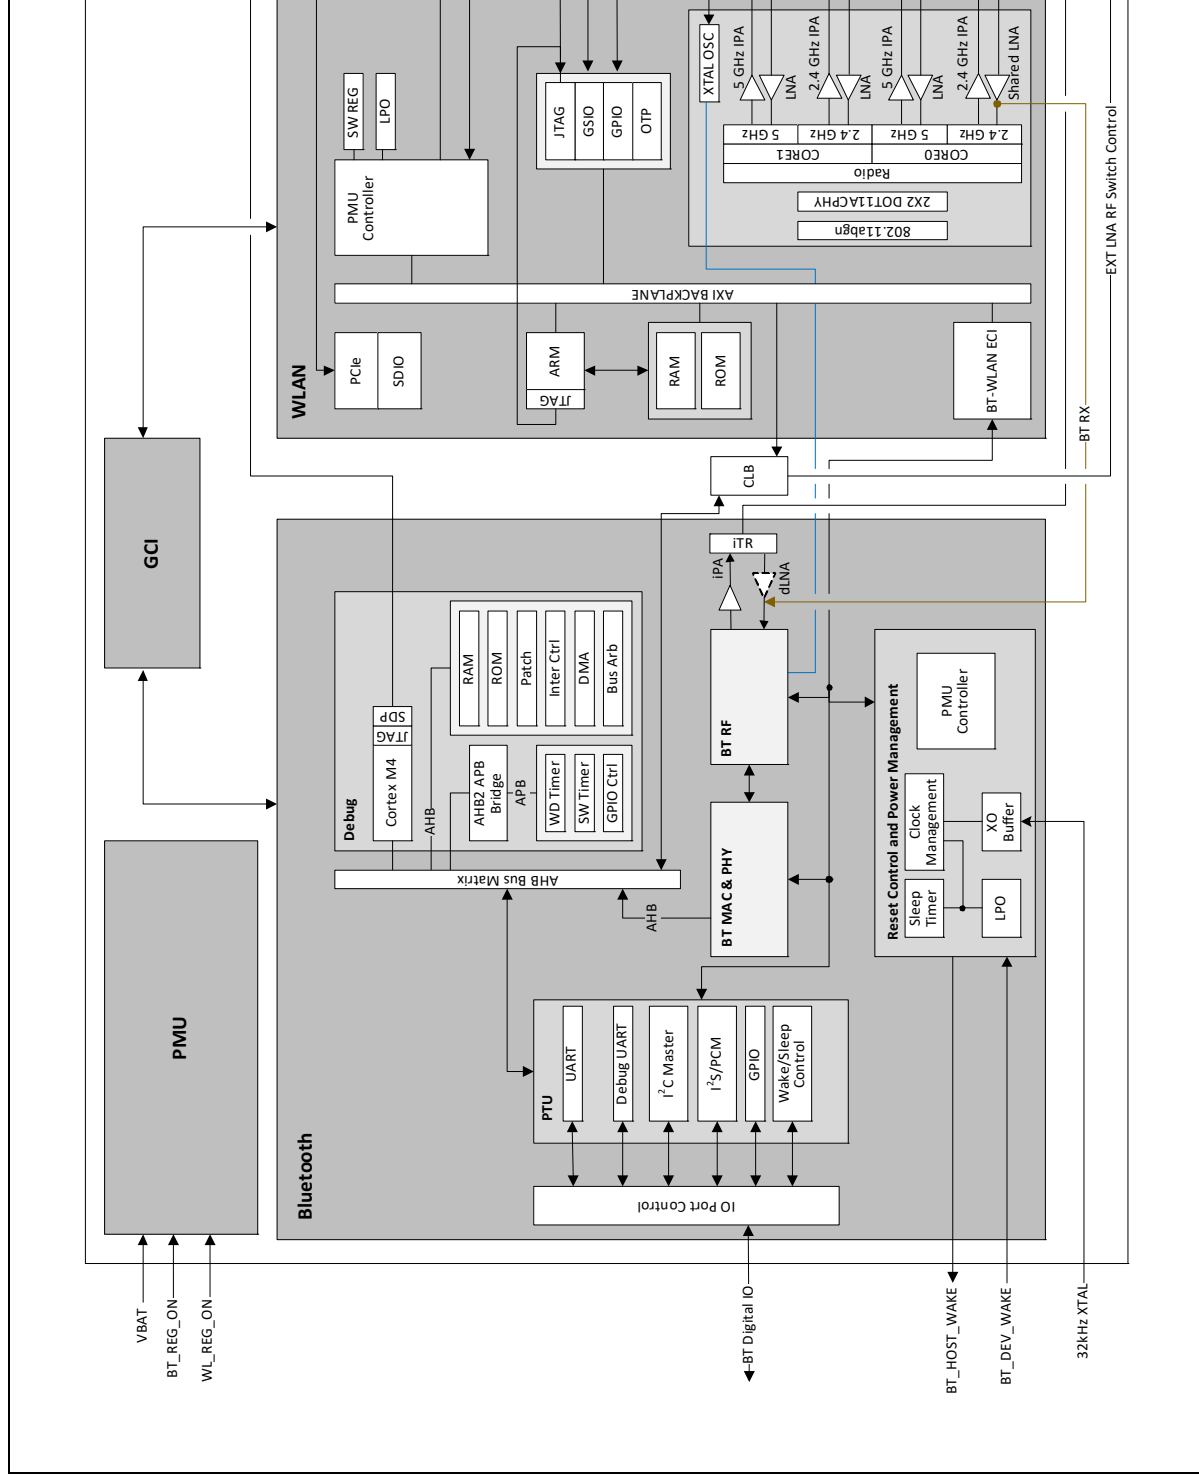 SW REG
LPO
PMU
Controller
JTAG
GSIO
GPIO
OTP
XTAL OSC
5 GHz IPA
LNA
2.4 GHz IPA
LNA
5 GHz IPA
LNA
2.4 GHz IPA
Shared LNA
5 GHz
2.4 GHz
5 GHz
2.4 GHz
CORE1
CORE0
Radio
2X2 DOT11ACPHY
802.11abgn
EXT LNA RF Switch Control
AXI BACKPLANE
WLAN
PCIe
SDIO
ARM
JTAG
RAM
ROM
BT-WLAN ECI
BT RX
GCI
CLB
iTR
iPA
dLNA
Debug
Cortex M4
JTAG
SDP
AHB
RAM
ROM
Patch
Inter Ctrl
DMA
Bus Arb
AHB2 APB
Bridge
APB
WD Timer
SW Timer
GPIO Ctrl
BT RF
Reset Control and Power Management
PMU
Controller
Clock
Management
XO
Buffer
Sleep
Timer
LPO
AHB Bus Matrix
AHB
BT MAC & PHY
PMU
Bluetooth
PTU
UART
Debug UART
I2C Master
I2S/PCM
GPIO
Wake/Sleep
Control
IO Port Control
VBAT
BT_REG_ON
WL_REG_ON
BT Digital IO
BT_HOST_WAKE
BT_DEV_WAKE
32kHz XTAL